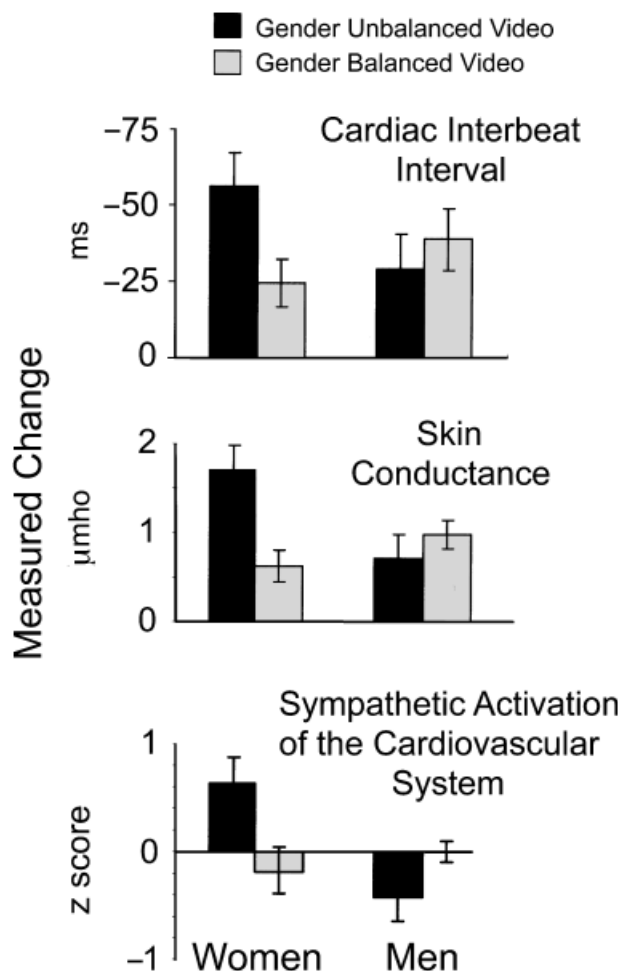 Gender Unbalanced Video
Gender Balanced Video
Measured Change
Cardiac Interbeat
Interval
ms
−75
−50
−25
0
Skin
Conductance
μmho
2
1
0
Sympathetic Activation
of the Cardiovascular
System
z score
1
0
−1
Women Men